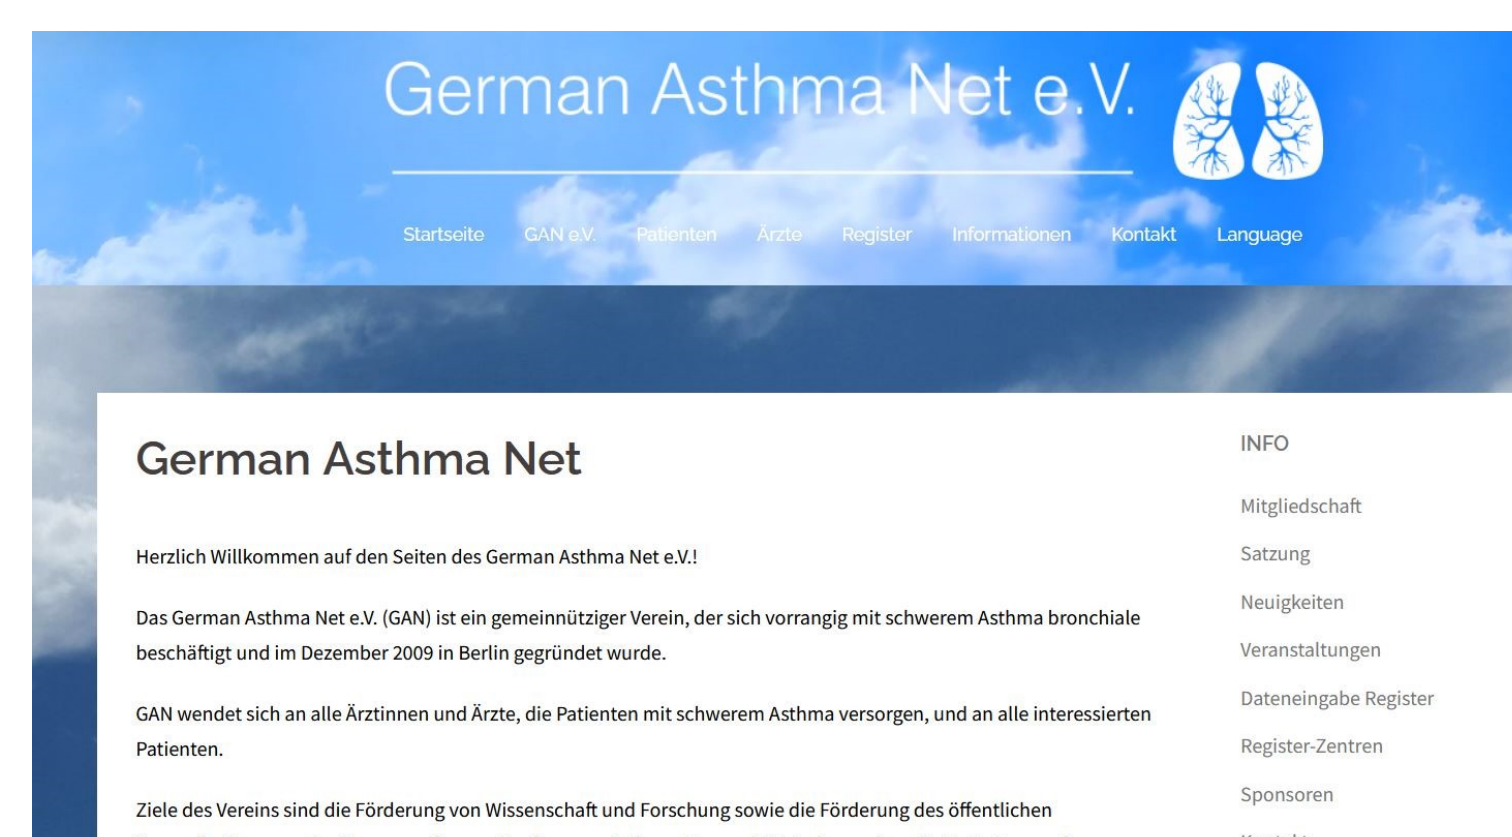 German Asthma Net e.V.
Startseite GAN e.V. Patienten Ärzte Register Informationen Kontakt Language
German Asthma Net
Herzlich Willkommen auf den Seiten des German Asthma Net e.V.!
Das German Asthma Net e.V. (GAN) ist ein gemeinnütziger Verein, der sich vorrangig mit schwerem Asthma bronchiale
beschäftigt und im Dezember 2009 in Berlin gegründet wurde.
GAN wendet sich an alle Ärztinnen und Ärzte, die Patienten mit schwerem Asthma versorgen, und an alle interessierten
Patienten.
Ziele des Vereins sind die Förderung von Wissenschaft und Forschung sowie die Förderung des öffentlichen
INFO
Mitgliedschaft
Satzung
Neuigkeiten
Veranstaltungen
Dateneingabe Register
Register-Zentren
Sponsoren